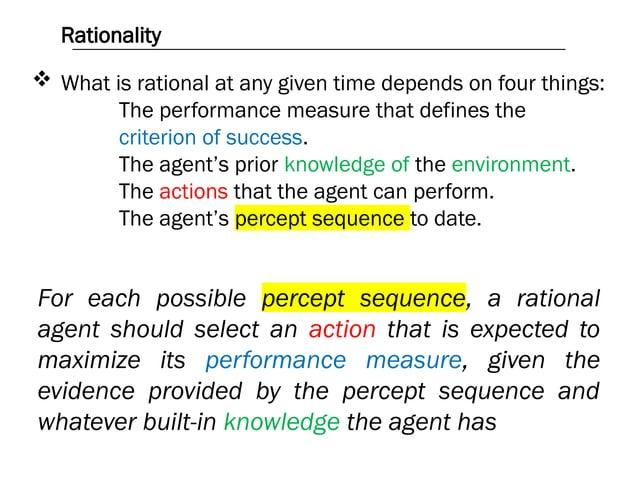 Rationality
❖ What is rational at any given time depends on four things:
The performance measure that defines the
criterion of success.
The agent’s prior knowledge of the environment.
The actions that the agent can perform.
The agent’s percept sequence to date.
For each possible percept sequence, a rational
agent should select an action that is expected to
maximize its performance measure, given the
evidence provided by the percept sequence and
whatever built-in knowledge the agent has